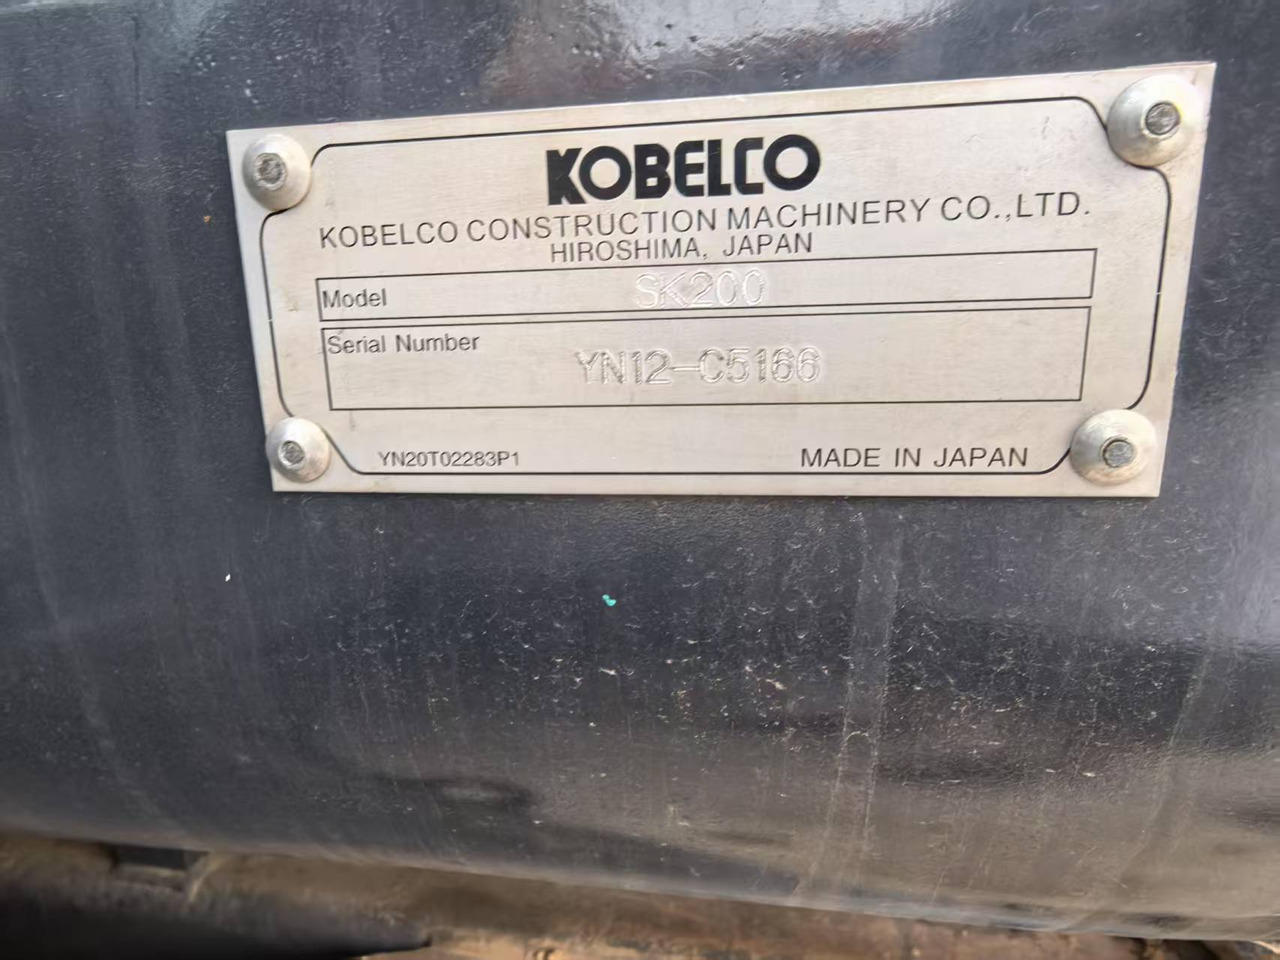 KOBELCO
KOBELCO CONSTRUCTION MACHINERY CO.,LTD.
HIROSHIMA, JAPAN
Model SK200
Serial Number YN12-C5166
YN20T02283P1 MADE IN JAPAN